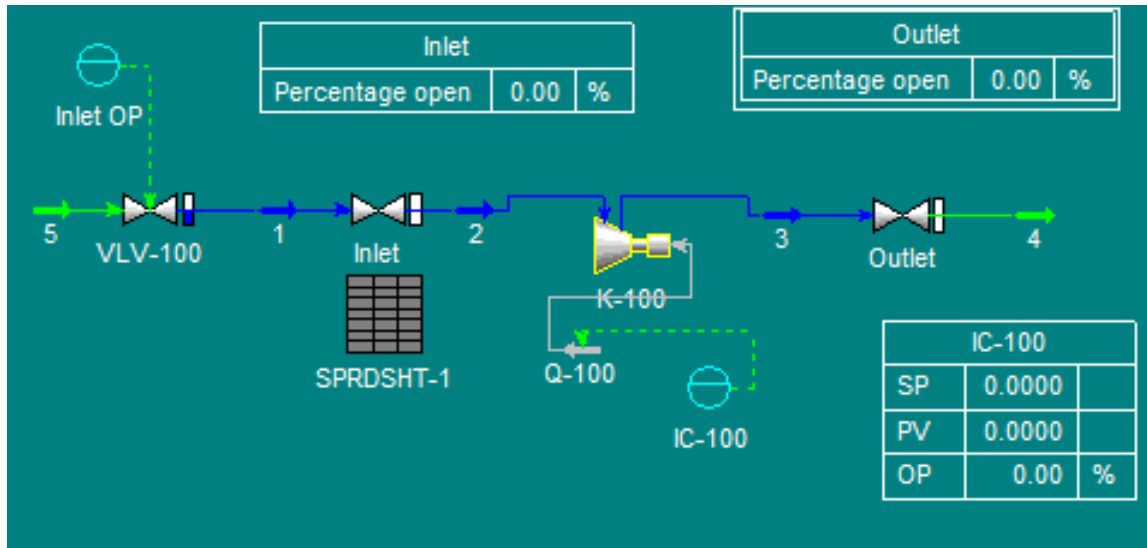 Inlet
Percentage open 0.00 %
Outlet
Percentage open 0.00 %
Inlet OP
5
VLV-100
1
Inlet
2
K-100
3
Outlet
4
SPRDSHT-1
Q-100
IC-100
IC-100
SP 0.0000
PV 0.0000
OP 0.00 %